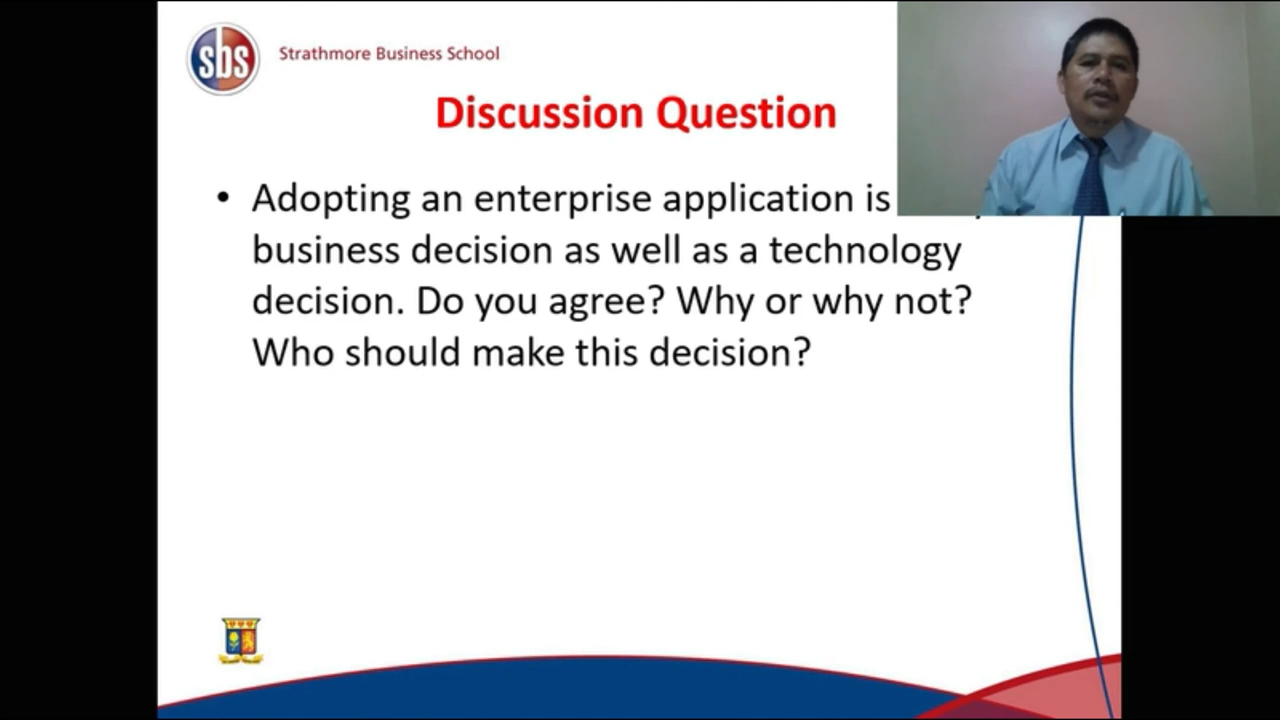 sbs
Strathmore Business School
Discussion Question
• Adopting an enterprise application is
business decision as well as a technology
decision. Do you agree? Why or why not?
Who should make this decision?